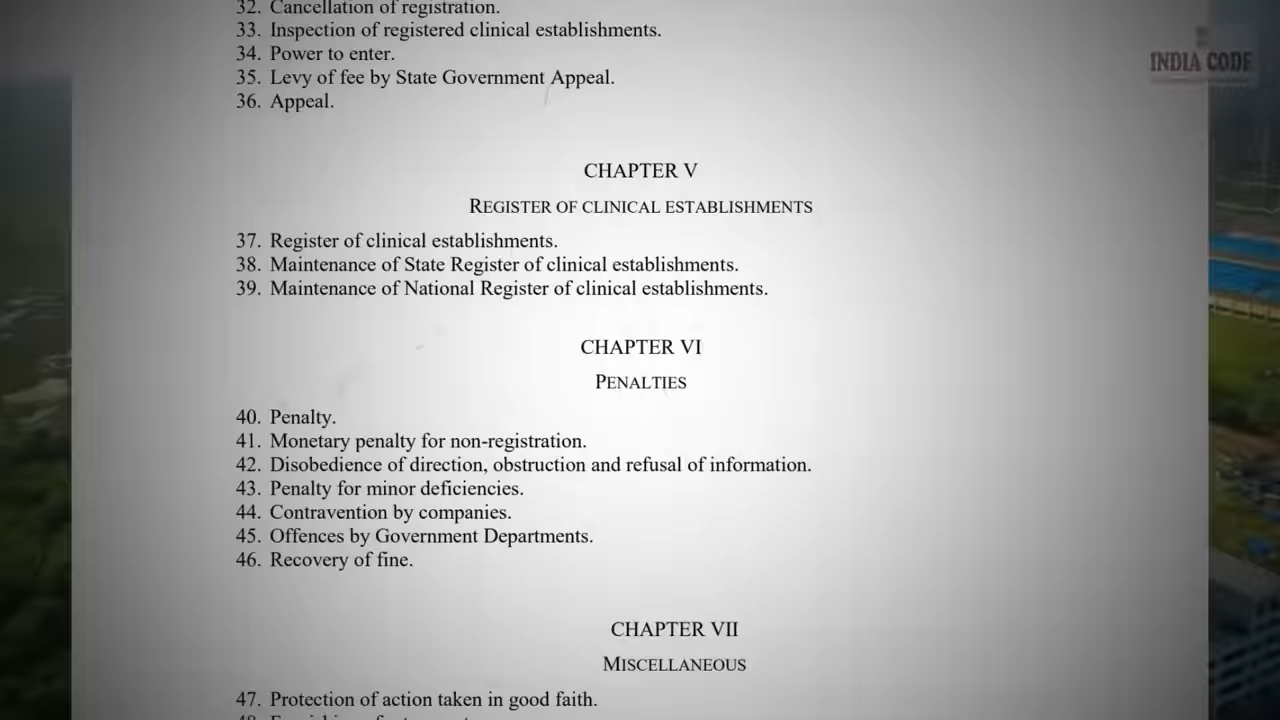 32. Cancellation of registration.
INDIA CODE
33. Inspection of registered clinical establishments.
34. Power to enter.
35. Levy of fee by State Government Appeal.
36. Appeal.
CHAPTER V
REGISTER OF CLINICAL ESTABLISHMENTS
37. Register of clinical establishments.
38. Maintenance of State Register of clinical establishments.
39. Maintenance of National Register of clinical establishments.
CHAPTER VI
PENALTIES
40. Penalty.
41. Monetary penalty for non-registration.
42. Disobedience of direction, obstruction and refusal of information.
43. Penalty for minor deficiencies.
44. Contravention by companies.
45. Offences by Government Departments.
46. Recovery of fine.
CHAPTER VII
MISCELLANEOUS
47. Protection of action taken in good faith.